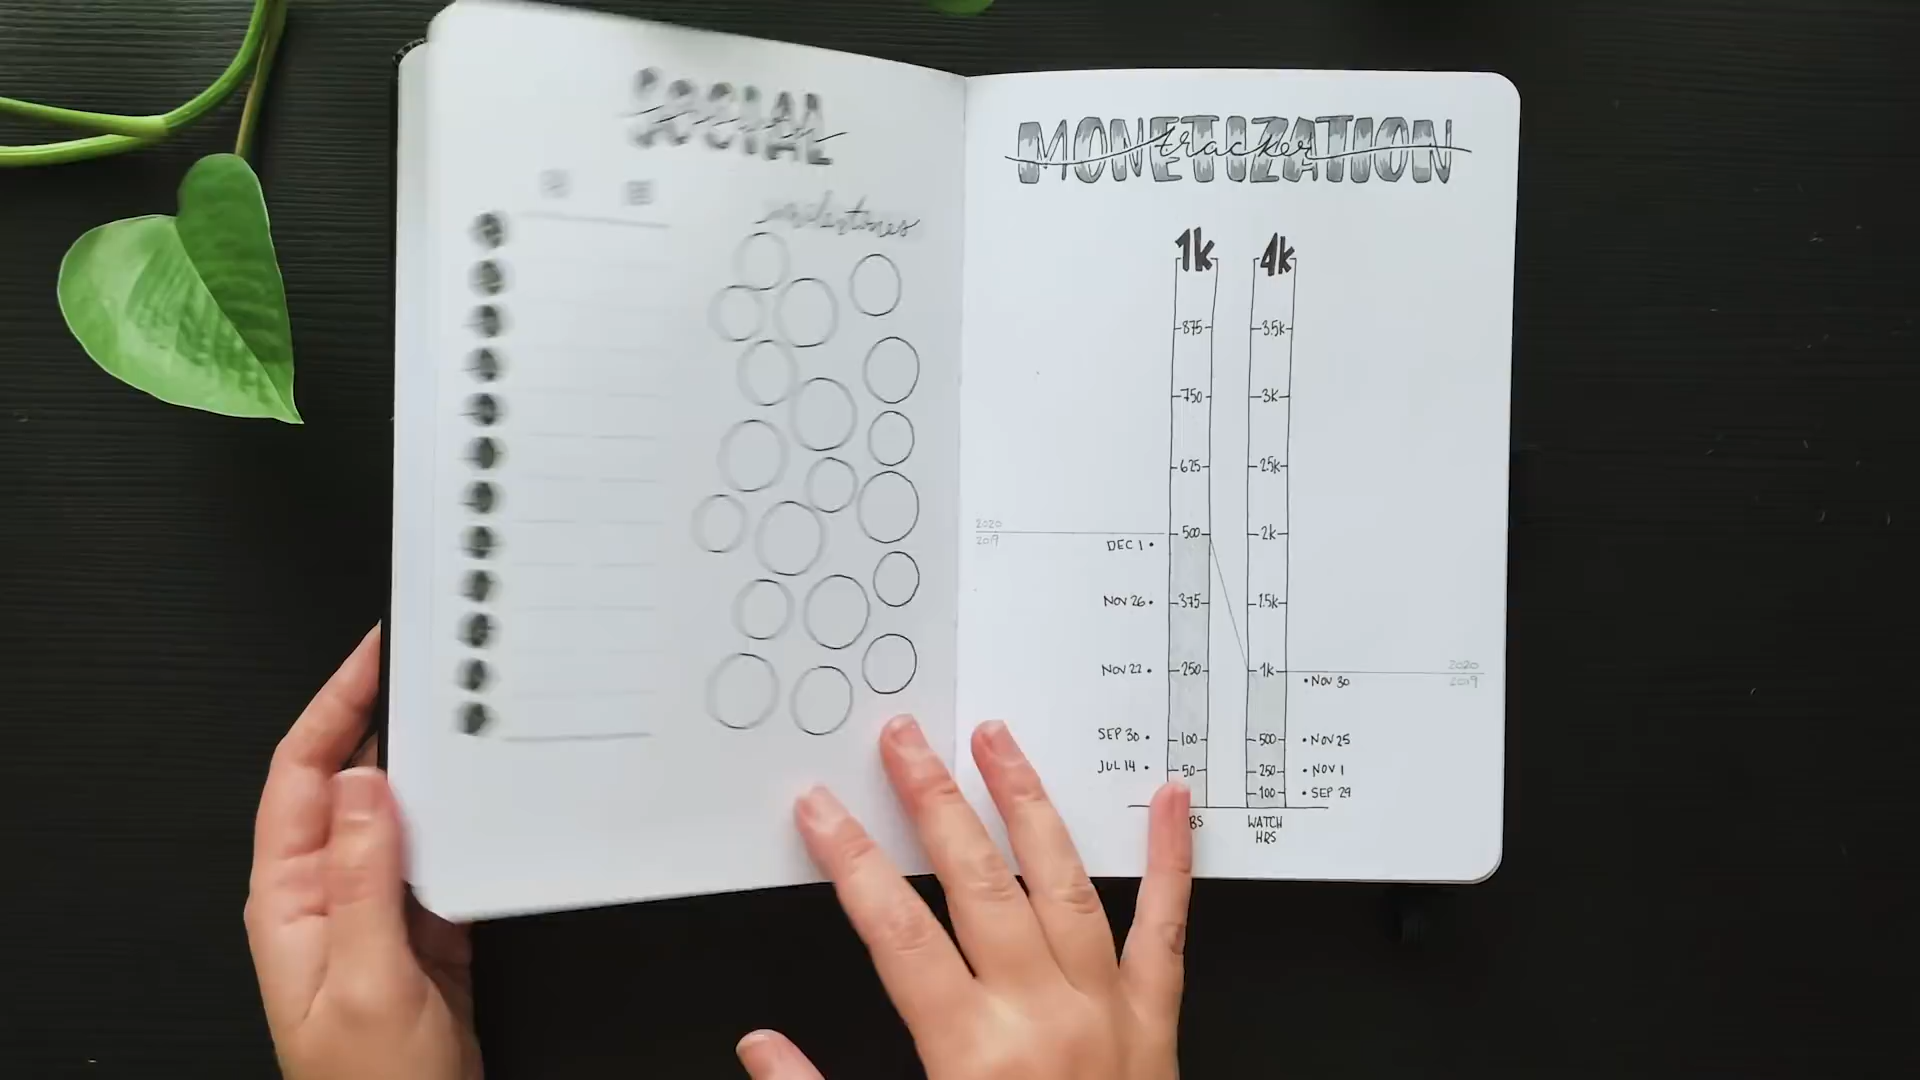 SOCIAL
milestones
MONETIZATION
tracker
1k 4k
875 3.5k
750 3k
625 2.5k
2020
2019
500 2k
DEC 1 •
NOV 26 • 375 1.5k
NOV 22 • 250 1k
2020
2019
• NOV 30
SEP 30 • 100 500 • NOV 25
JUL 14 • 50 250 • NOV 1
100 • SEP 29
BS WATCH
HRS